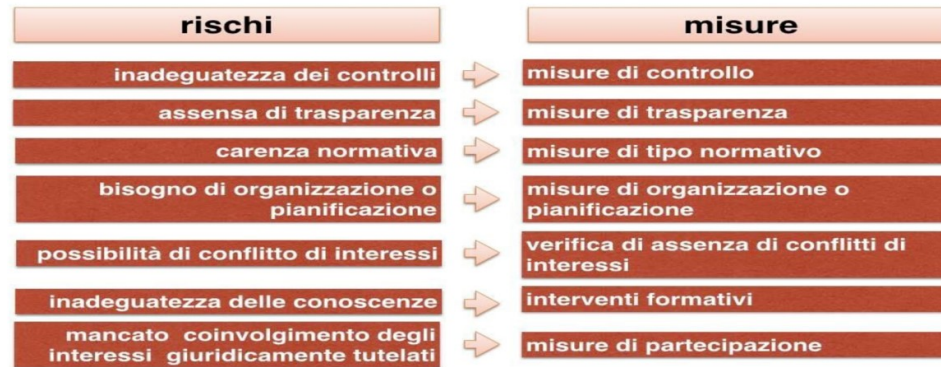 rischi
misure
inadeguatezza dei controlli
misure di controllo
assensa di trasparenza
misure di trasparenza
carenza normativa
misure di tipo normativo
bisogno di organizzazione o
pianificazione
misure di organizzazione o
pianificazione
possibilità di conflitto di interessi
verifica di assenza di conflitti di
interessi
inadeguatezza delle conoscenze
interventi formativi
mancato coinvolgimento degli
interessi giuridicamente tutelati
misure di partecipazione